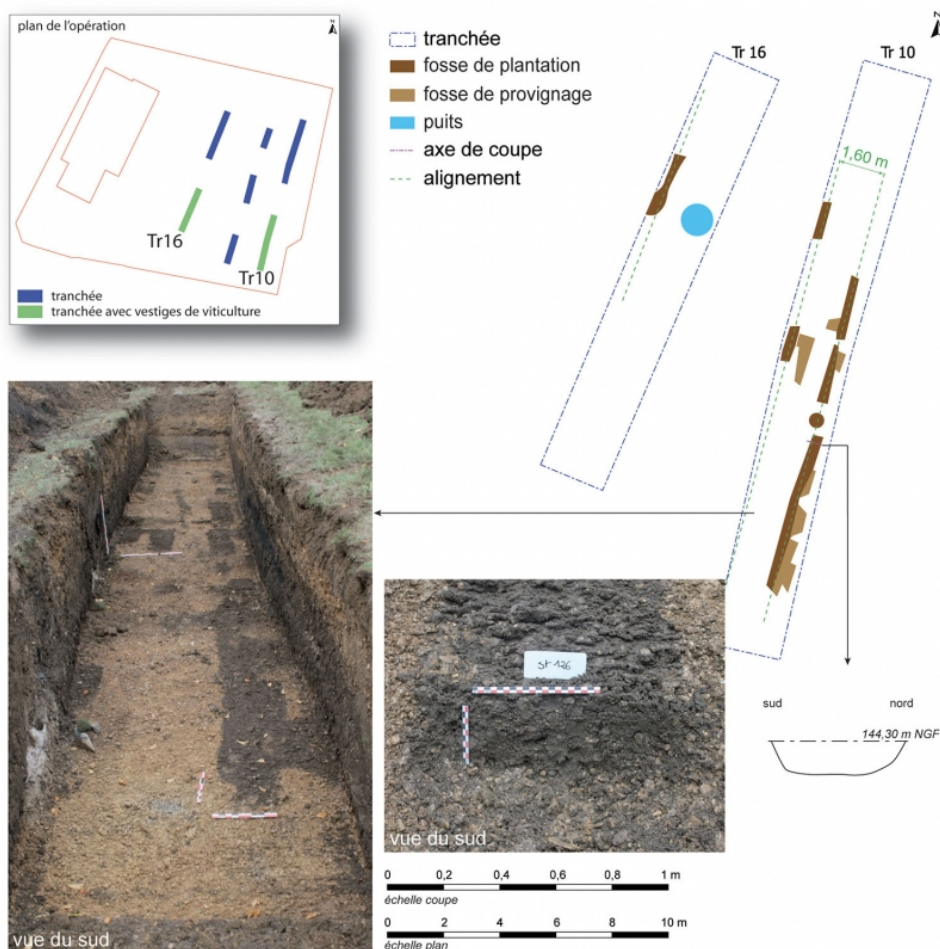 plan de l'opération
N
Tr16
Tr10
tranchée
tranchée avec vestiges de viticulture
tranchée
fosse de plantation
fosse de provignage
puits
axe de coupe
alignement
Tr 16
Tr 10
N
1,60 m
vue du sud
St 126
vue du sud
sud
nord
144,30 m NGF
0 0,2 0,4 0,6 0,8 1 m
échelle coupe
0 2 4 6 8 10 m
échelle plan